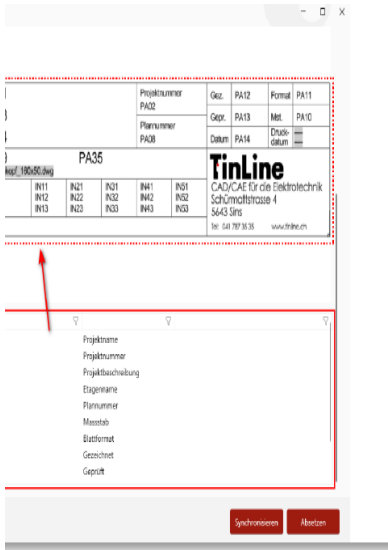 Projektnummer
PA02
Plannummer
PA08
Gez. PA12 Format PA11
Gepr. PA13 Mst. PA10
Datum PA14 Druck-
datum
PA35
kopf_180x50.dwg
IN11 IN21 IN31 IN41 IN51
IN12 IN22 IN32 IN42 IN52
IN13 IN23 IN33 IN43 IN53
TinLine
CAD/CAE für die Elektrotechnik
Schürmattstrasse 4
5643 Sins
Tel: 041 787 35 35 www.tinline.ch
Projektname
Projektnummer
Projektbeschreibung
Etagenname
Plannummer
Massstab
Blattformat
Gezeichnet
Geprüft
Synchronisieren
Absetzen